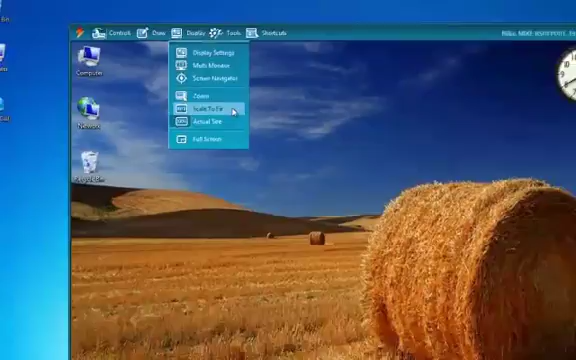 Controls Draw Display Tools Shortcuts
Display Settings
Multi Monitor
Screen Navigator
Zoom
Scale To Fit
Actual Size
Full Screen
Computer
Network
Recycle Bin